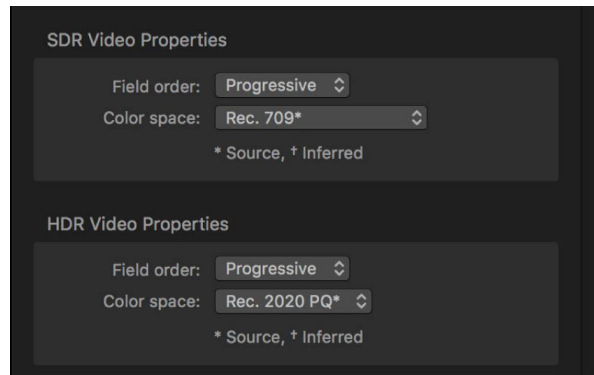 SDR Video Properties
Field order: Progressive
Color space: Rec. 709*
* Source, † Inferred
HDR Video Properties
Field order: Progressive
Color space: Rec. 2020 PQ*
* Source, † Inferred